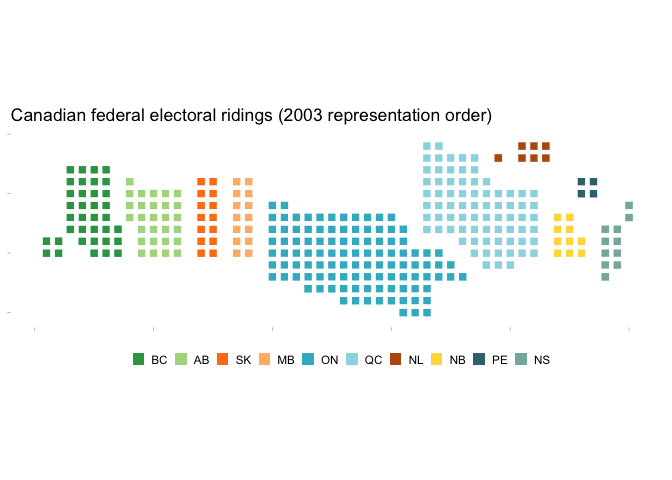 Canadian federal electoral ridings (2003 representation order)
BC AB SK MB ON QC NL NB PE NS